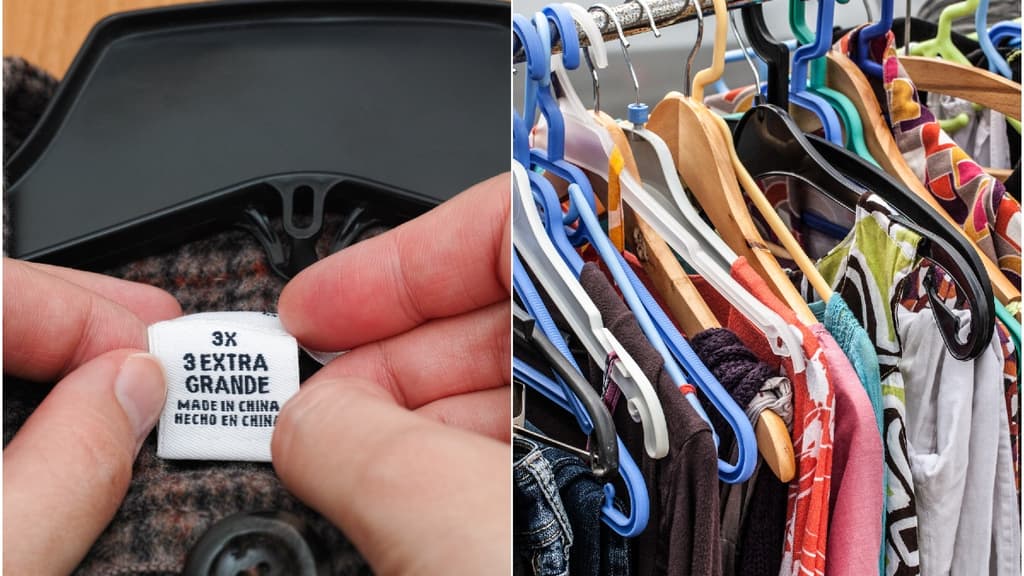 3X
3 EXTRA
GRANDE
MADE IN CHINA
HECHO EN CHINA